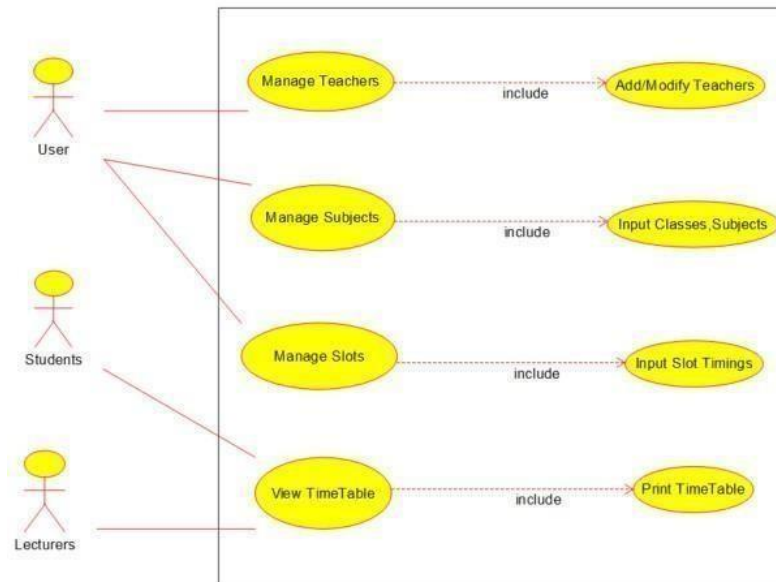 Manage Teachers
include
Add/Modify Teachers
User
Manage Subjects
include
Input Classes,Subjects
Students
Manage Slots
include
Input Slot Timings
Lecturers
View TimeTable
include
Print TimeTable